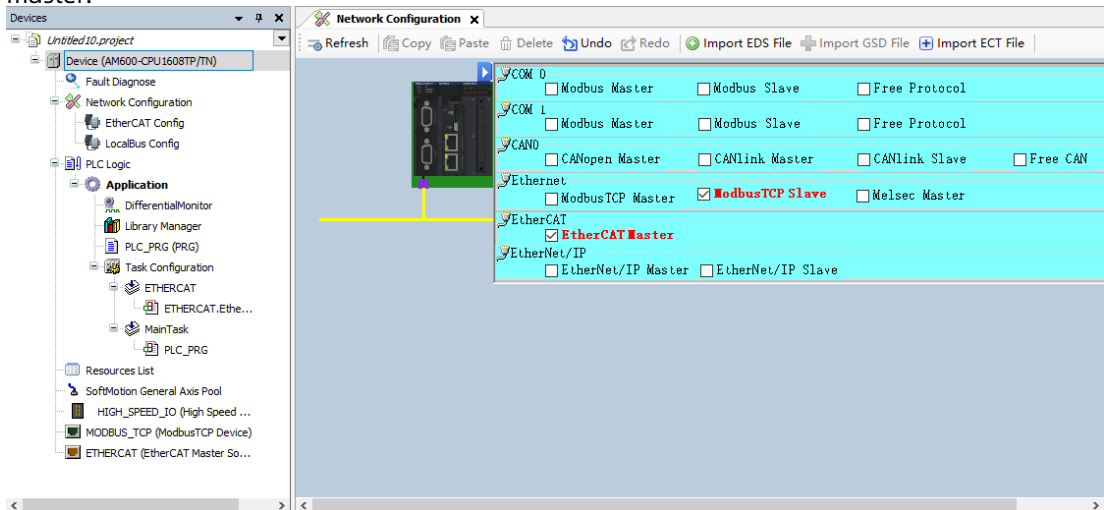 master.
Devices
Untitled10.project
Device (AM600-CPU1608TP/TN)
Fault Diagnose
Network Configuration
EtherCAT Config
LocalBus Config
PLC Logic
Application
DifferentialMonitor
Library Manager
PLC_PRG (PRG)
Task Configuration
ETHERCAT
ETHERCAT.Ethe...
MainTask
PLC_PRG
Resources List
SoftMotion General Axis Pool
HIGH_SPEED_IO (High Speed ...
MODBUS_TCP (ModbusTCP Device)
ETHERCAT (EtherCAT Master So...
Network Configuration
Refresh Copy Paste Delete Undo Redo Import EDS File Import GSD File Import ECT File
COM 0
Modbus Master Modbus Slave Free Protocol
COM 1
Modbus Master Modbus Slave Free Protocol
CAN0
CANopen Master CANlink Master CANlink Slave Free CAN
Ethernet
ModbusTCP Master ModbusTCP Slave Melsec Master
EtherCAT
EtherCAT Master
EtherNet/IP
EtherNet/IP Master EtherNet/IP Slave